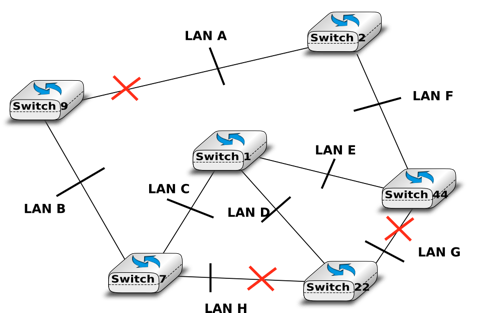 LAN A
Switch 2
Switch 9
LAN F
LAN E
Switch 1
LAN C
Switch 44
LAN B
LAN D
LAN G
Switch 7
Switch 22
LAN H